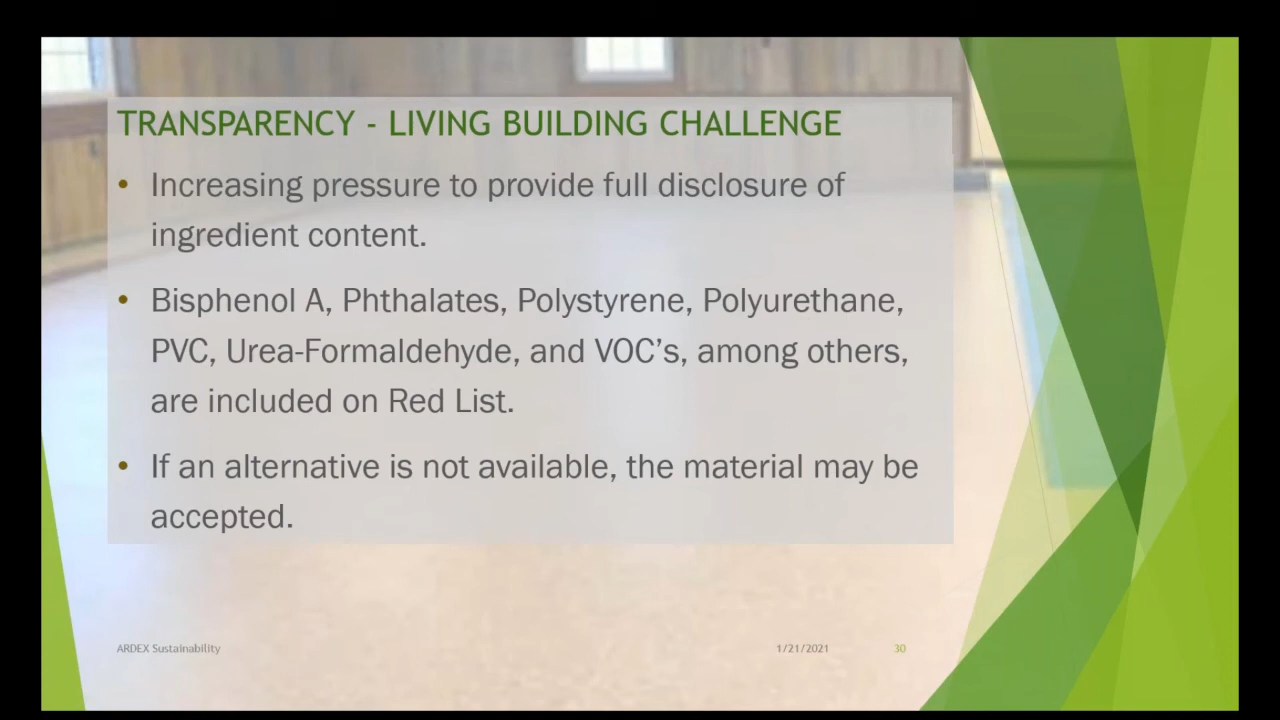 TRANSPARENCY - LIVING BUILDING CHALLENGE
• Increasing pressure to provide full disclosure of
ingredient content.
• Bisphenol A, Phthalates, Polystyrene, Polyurethane,
PVC, Urea-Formaldehyde, and VOC’s, among others,
are included on Red List.
• If an alternative is not available, the material may be
accepted.
ARDEX Sustainability
1/21/2021
30